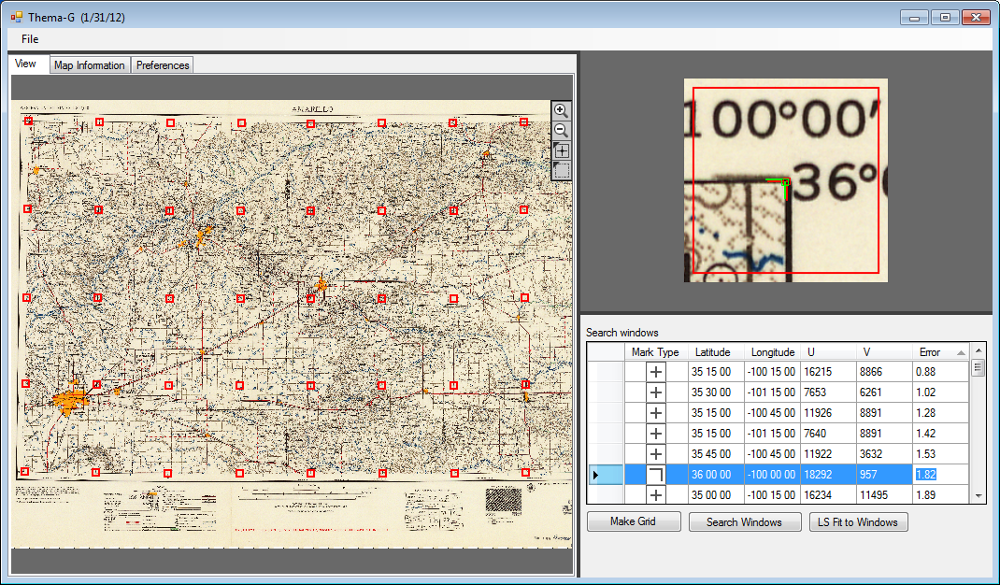 Thema-G (1/31/12)
File
View Map Information Preferences
AMARILLO
100°00′
36°
Search windows
Mark Type Latitude Longitude U V Error
35 15 00 -100 15 00 16215 8866 0.88
35 30 00 -101 15 00 7653 6261 1.02
35 15 00 -100 45 00 11926 8891 1.28
35 15 00 -101 15 00 7640 8891 1.42
35 45 00 -100 45 00 11922 3632 1.53
36 00 00 -100 00 00 18292 957 1.82
35 00 00 -100 15 00 16234 11495 1.89
Make Grid Search Windows LS Fit to Windows